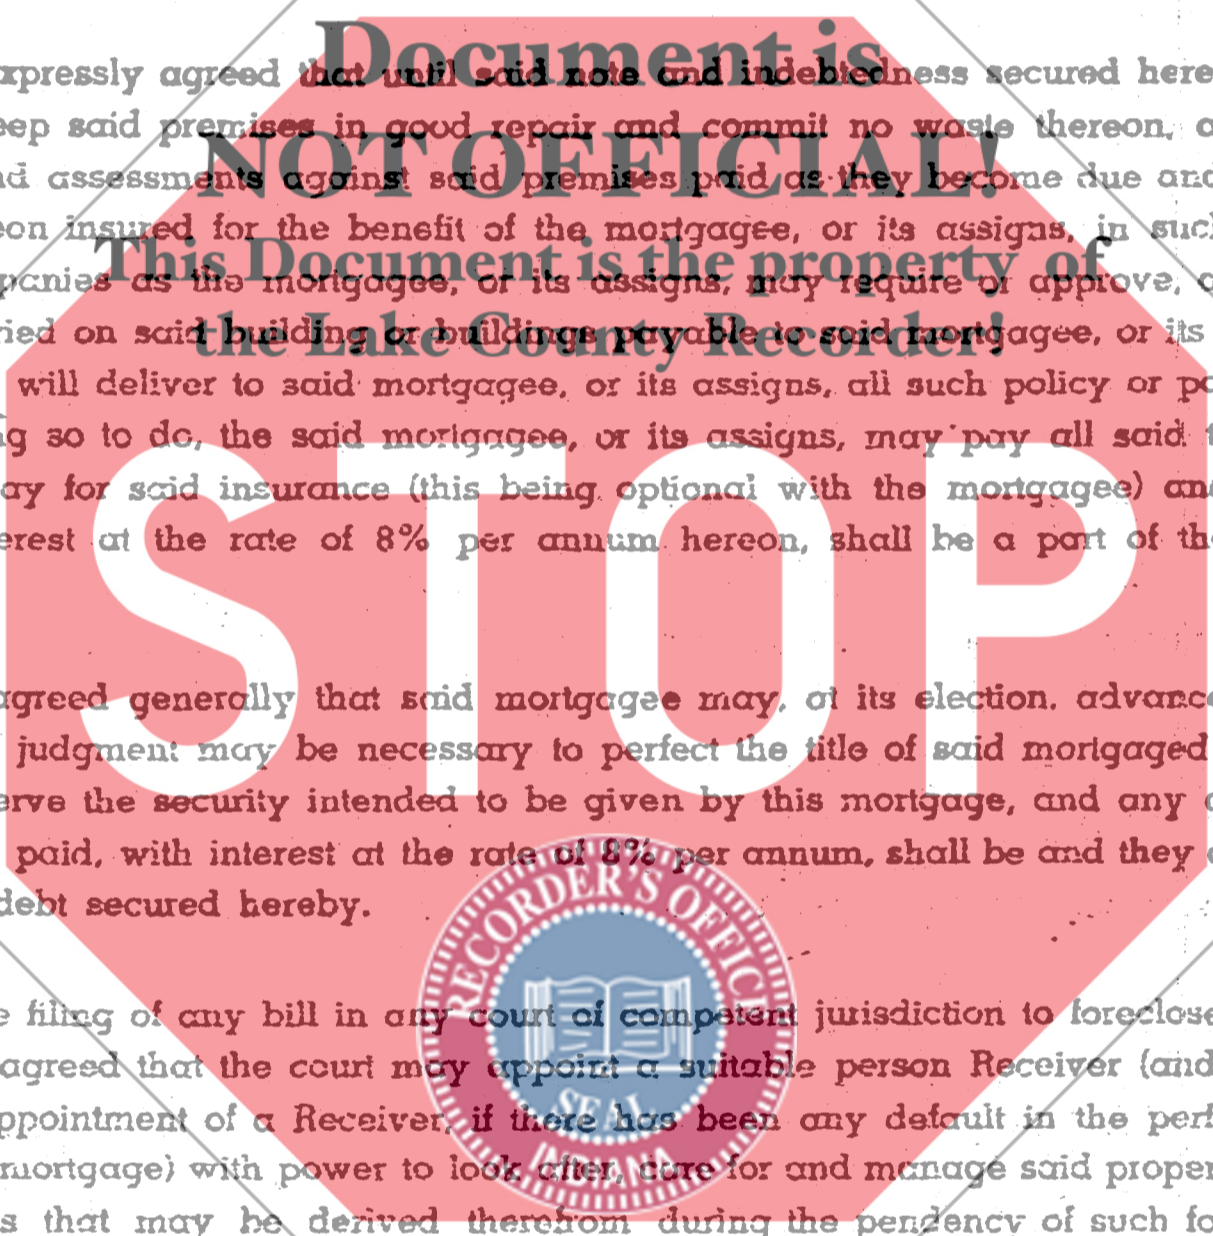 Document is
NOT OFFICIAL!
This Document is the property of
the Lake County Recorder!
STOP
xpressly agreed that until said note and indebtedness secured here
eep said premises in good repair and commit no waste thereon, a
nd assessments against said premises paid as they become due and
eon insured for the benefit of the mortgagee, or its assigns, in such
panies as the mortgagee, or its assigns, may require or approve, a
ried on said building or buildings payable to said mortgagee, or its
will deliver to said mortgagee, or its assigns, all such policy or po
ng so to do, the said mortgagee, or its assigns, may pay all said t
ay for said insurance (this being optional with the mortgagee) and
erest at the rate of 8% per annum hereon, shall be a part of the
agreed generally that said mortgagee may, at its election, advance
judgment may be necessary to perfect the title of said mortgaged
erve the security intended to be given by this mortgage, and any
paid, with interest at the rate of 8% per annum, shall be and they
debt secured hereby.
e filing of any bill in any court of competent jurisdiction to foreclose
agreed that the court may appoint a suitable person Receiver (and
ppointment of a Receiver, if there has been any default in the perf
mortgage) with power to look after, care for and manage said proper
s that may be derived therefrom during the pendency of such fo
RECORDER'S OFFICE
SEAL
INDIANA